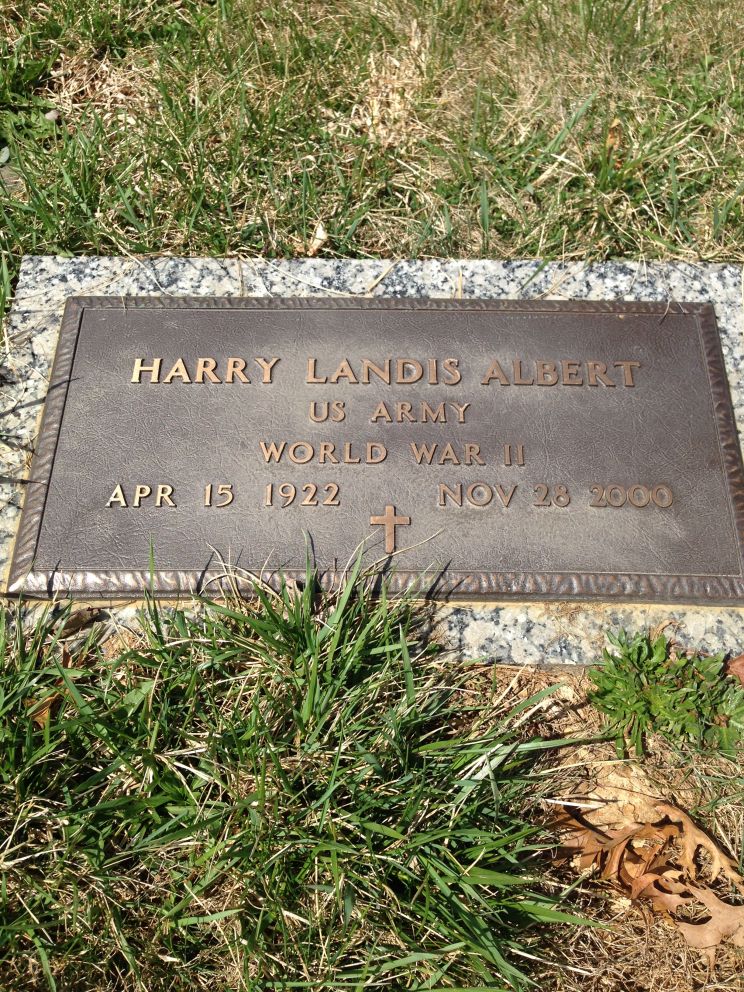 HARRY LANDIS ALBERT
US ARMY
WORLD WAR II
APR 15 1922 NOV 28 2000